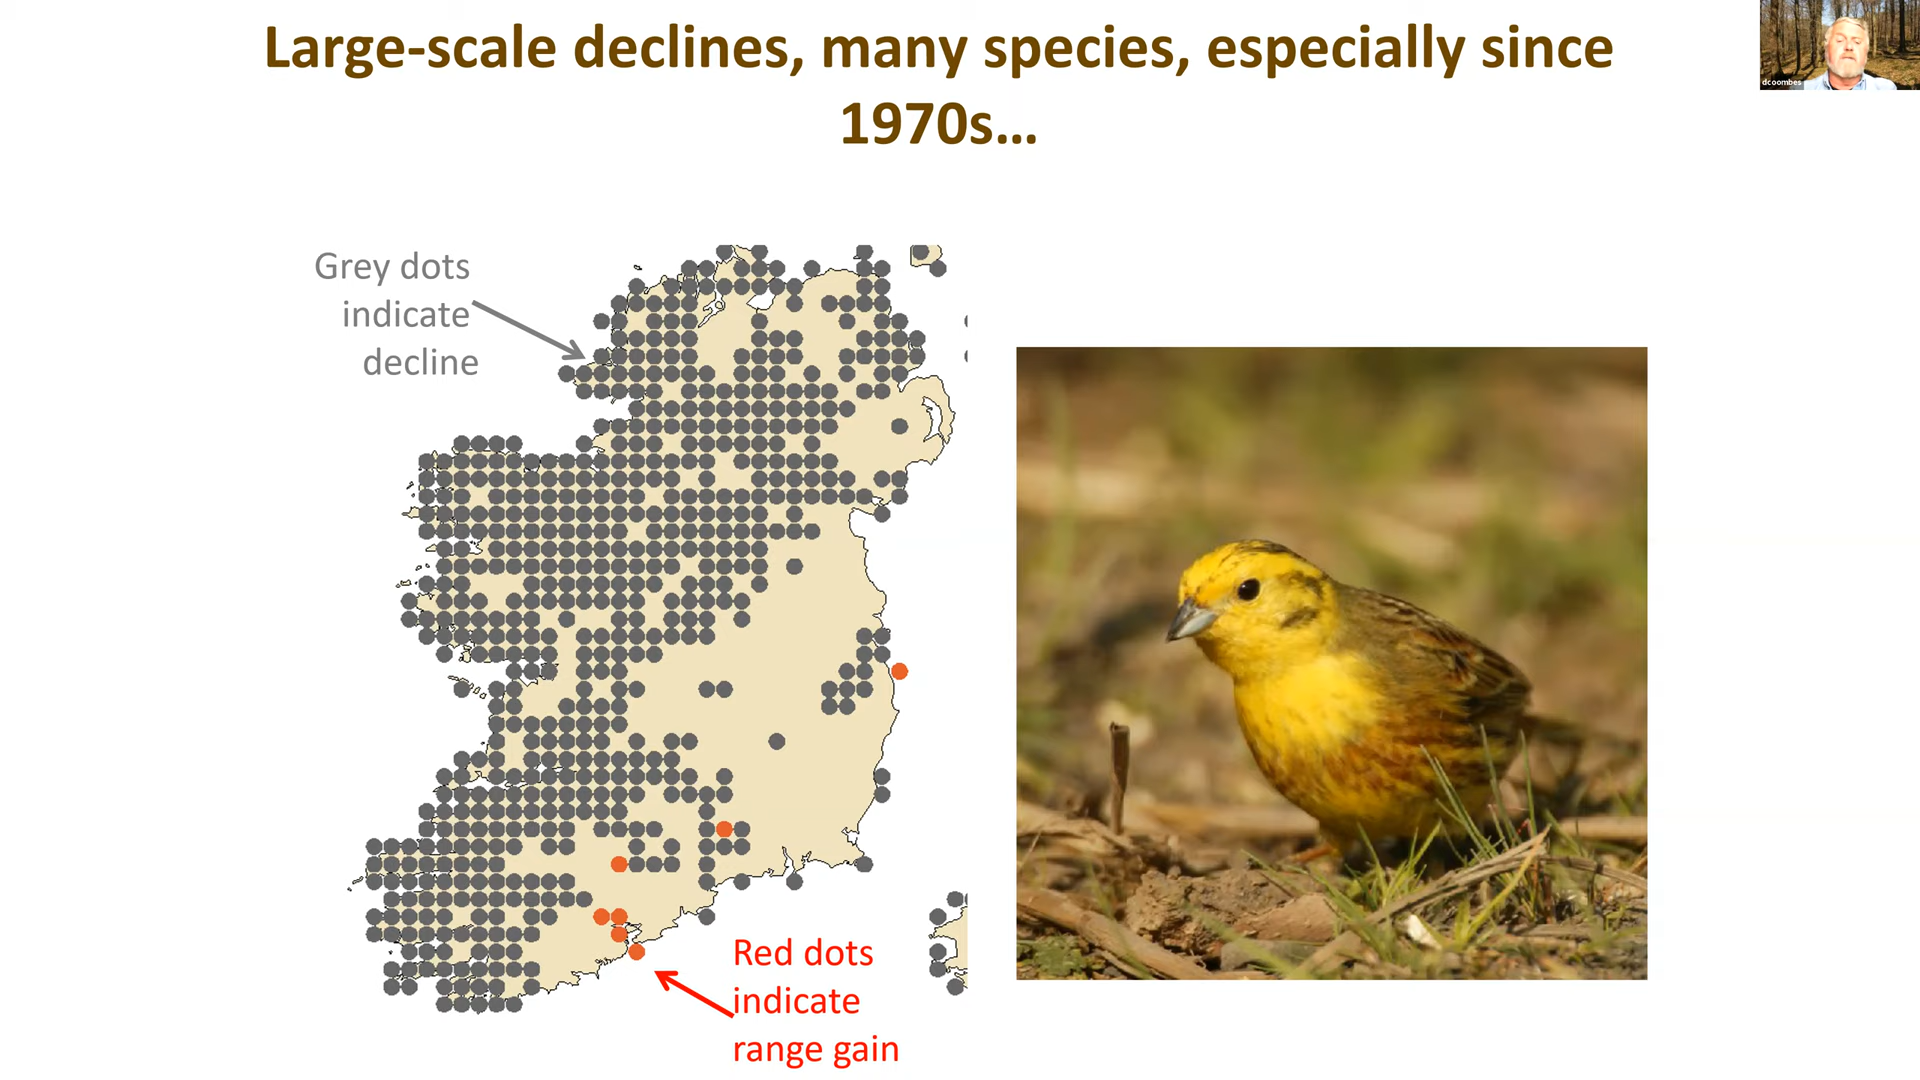 Large-scale declines, many species, especially since
1970s...
dcoombes
Grey dots
indicate
decline
Red dots
indicate
range gain